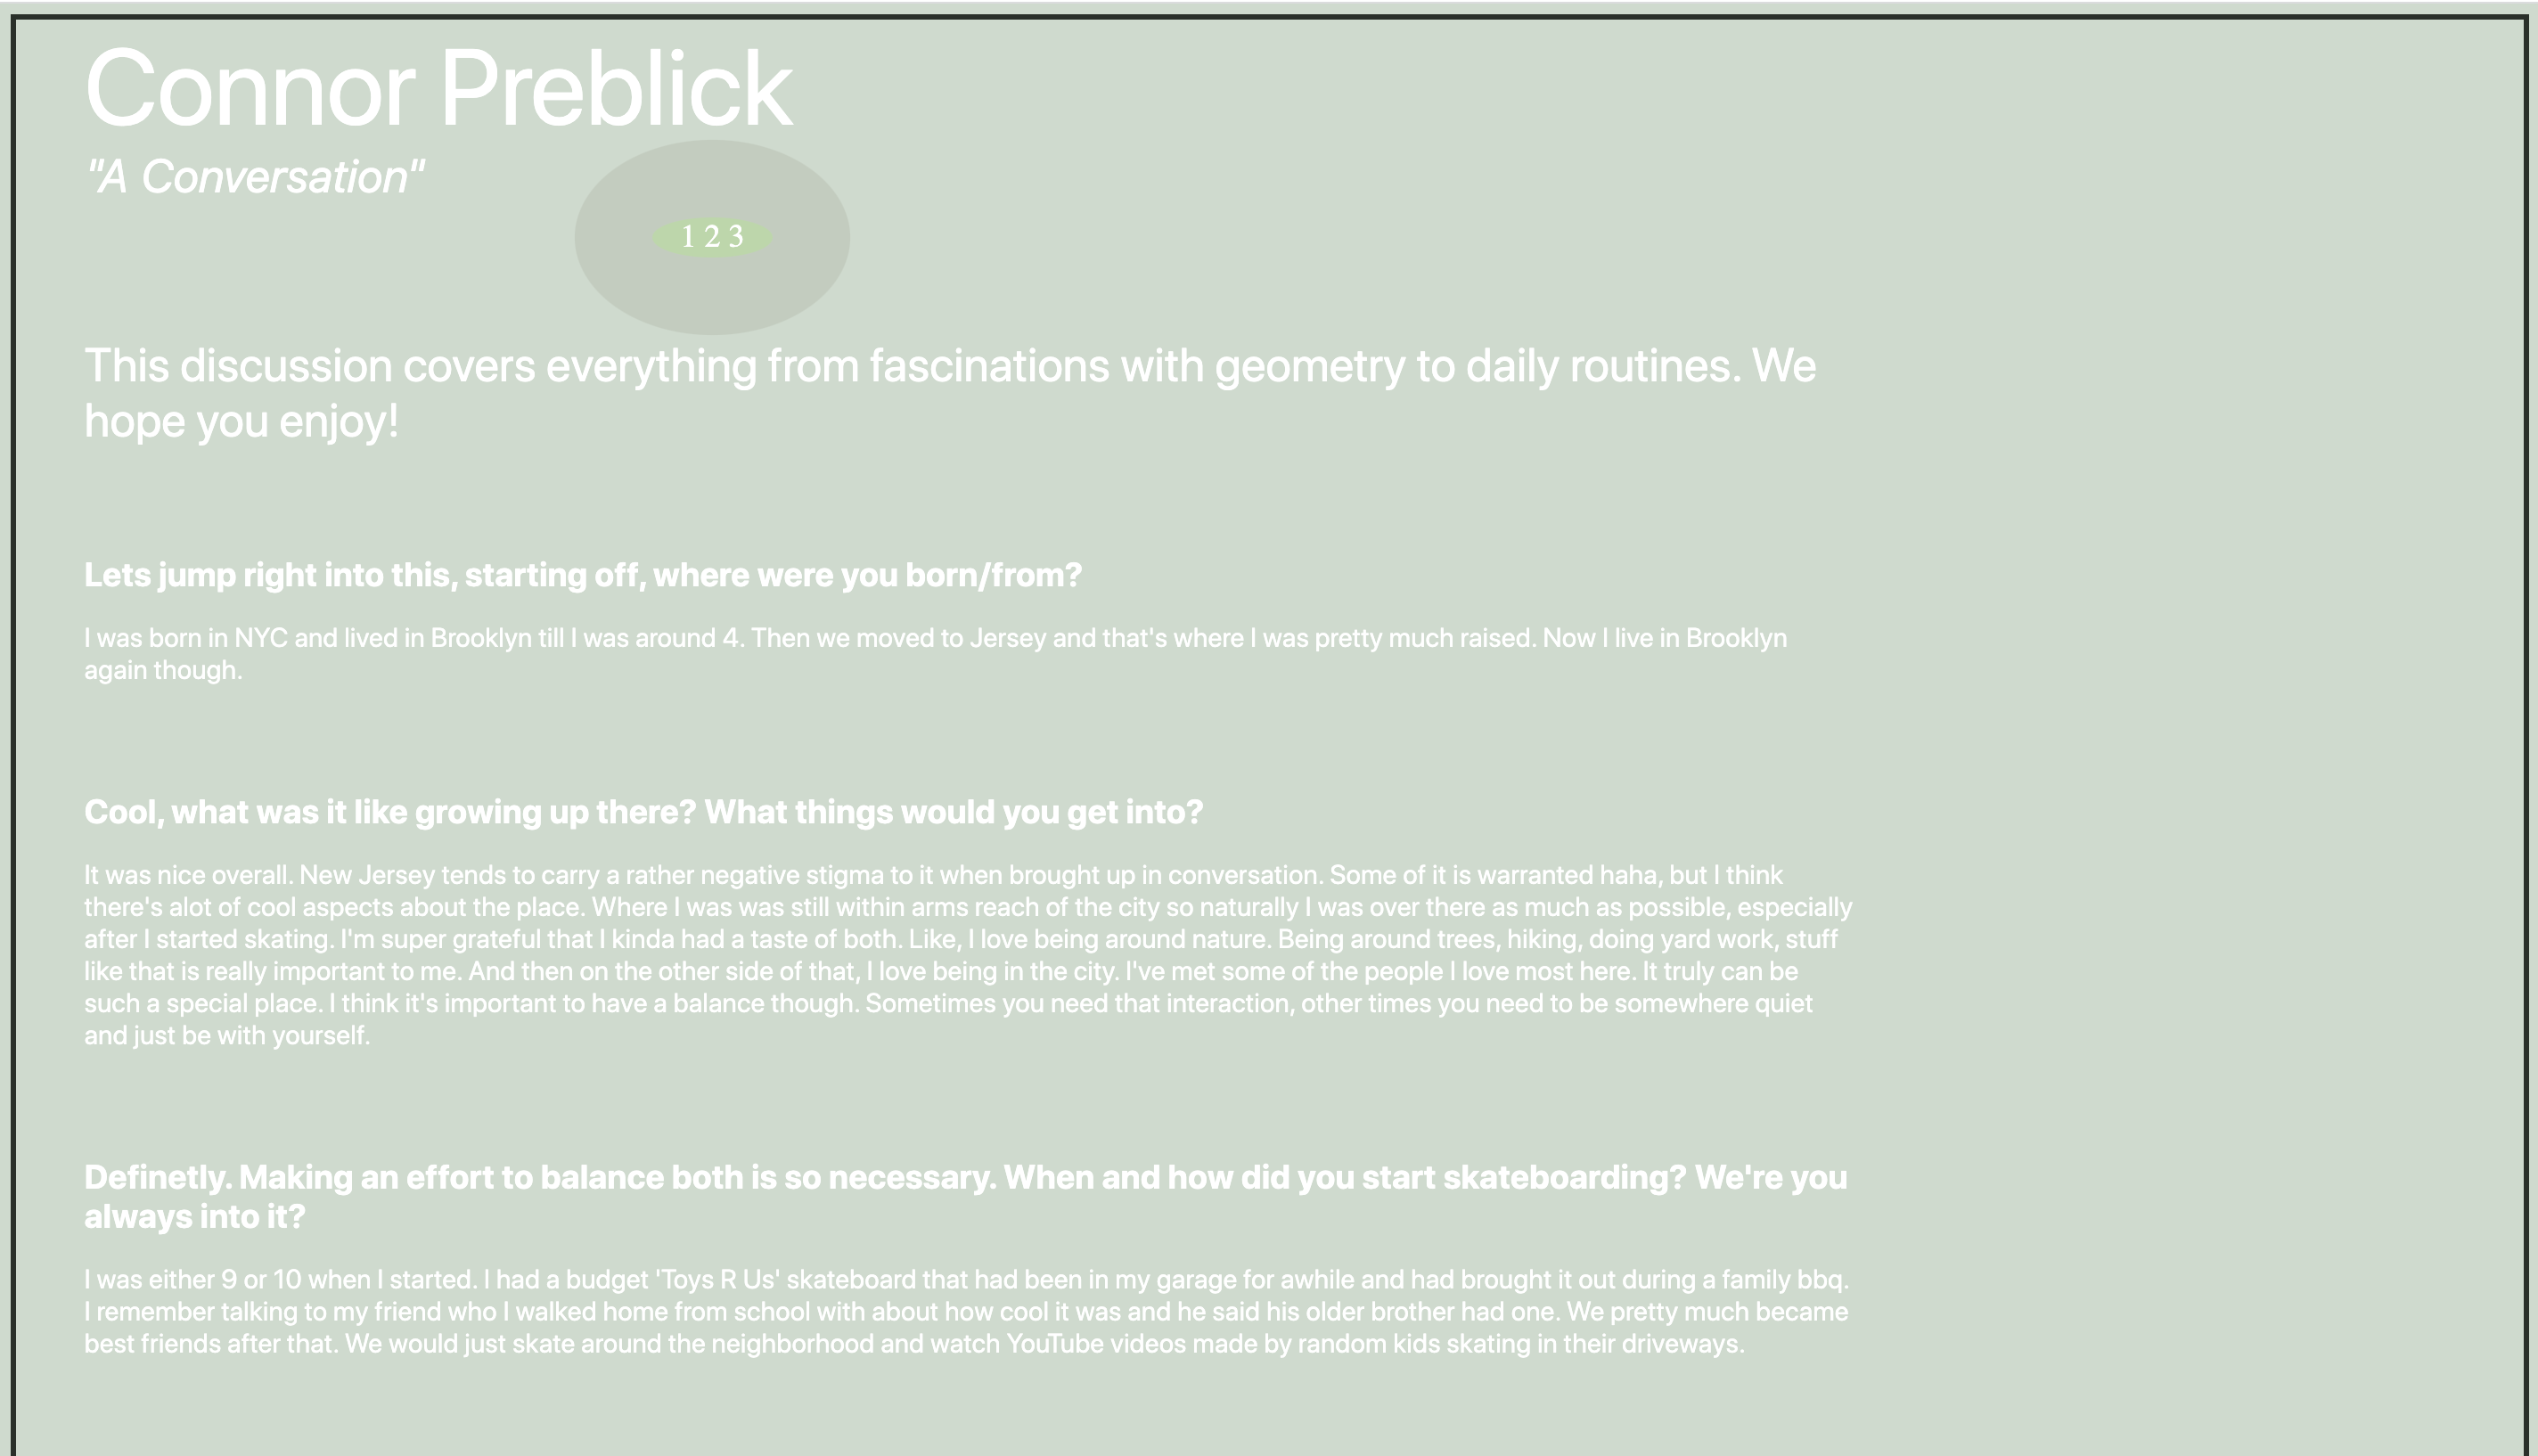 Connor Preblick
"A Conversation"
1 2 3
This discussion covers everything from fascinations with geometry to daily routines. We
hope you enjoy!
Lets jump right into this, starting off, where were you born/from?
I was born in NYC and lived in Brooklyn till I was around 4. Then we moved to Jersey and that's where I was pretty much raised. Now I live in Brooklyn
again though.
Cool, what was it like growing up there? What things would you get into?
It was nice overall. New Jersey tends to carry a rather negative stigma to it when brought up in conversation. Some of it is warranted haha, but I think
there's alot of cool aspects about the place. Where I was was still within arms reach of the city so naturally I was over there as much as possible, especially
after I started skating. I'm super grateful that I kinda had a taste of both. Like, I love being around nature. Being around trees, hiking, doing yard work, stuff
like that is really important to me. And then on the other side of that, I love being in the city. I've met some of the people I love most here. It truly can be
such a special place. I think it's important to have a balance though. Sometimes you need that interaction, other times you need to be somewhere quiet
and just be with yourself.
Definetly. Making an effort to balance both is so necessary. When and how did you start skateboarding? We're you
always into it?
I was either 9 or 10 when I started. I had a budget 'Toys R Us' skateboard that had been in my garage for awhile and had brought it out during a family bbq.
I remember talking to my friend who I walked home from school with about how cool it was and he said his older brother had one. We pretty much became
best friends after that. We would just skate around the neighborhood and watch YouTube videos made by random kids skating in their driveways.